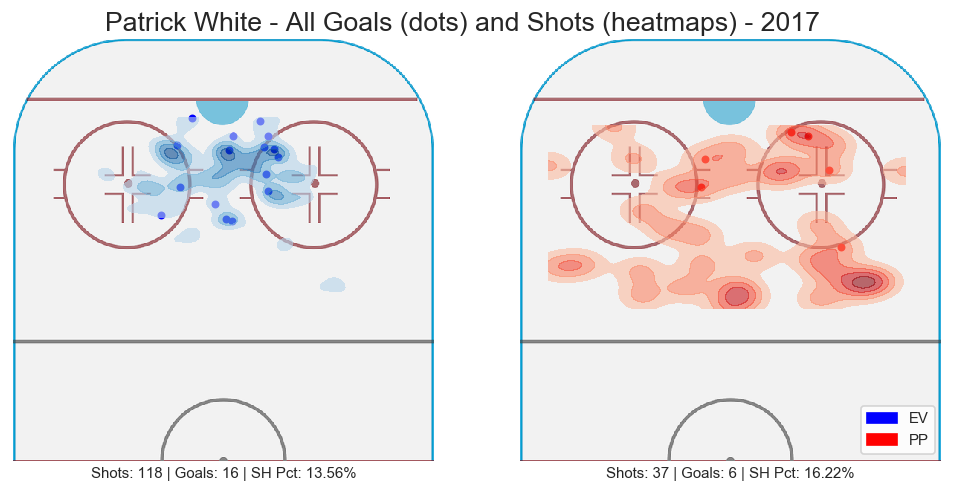 Patrick White - All Goals (dots) and Shots (heatmaps) - 2017
EV
PP
Shots: 118 | Goals: 16 | SH Pct: 13.56%
Shots: 37 | Goals: 6 | SH Pct: 16.22%